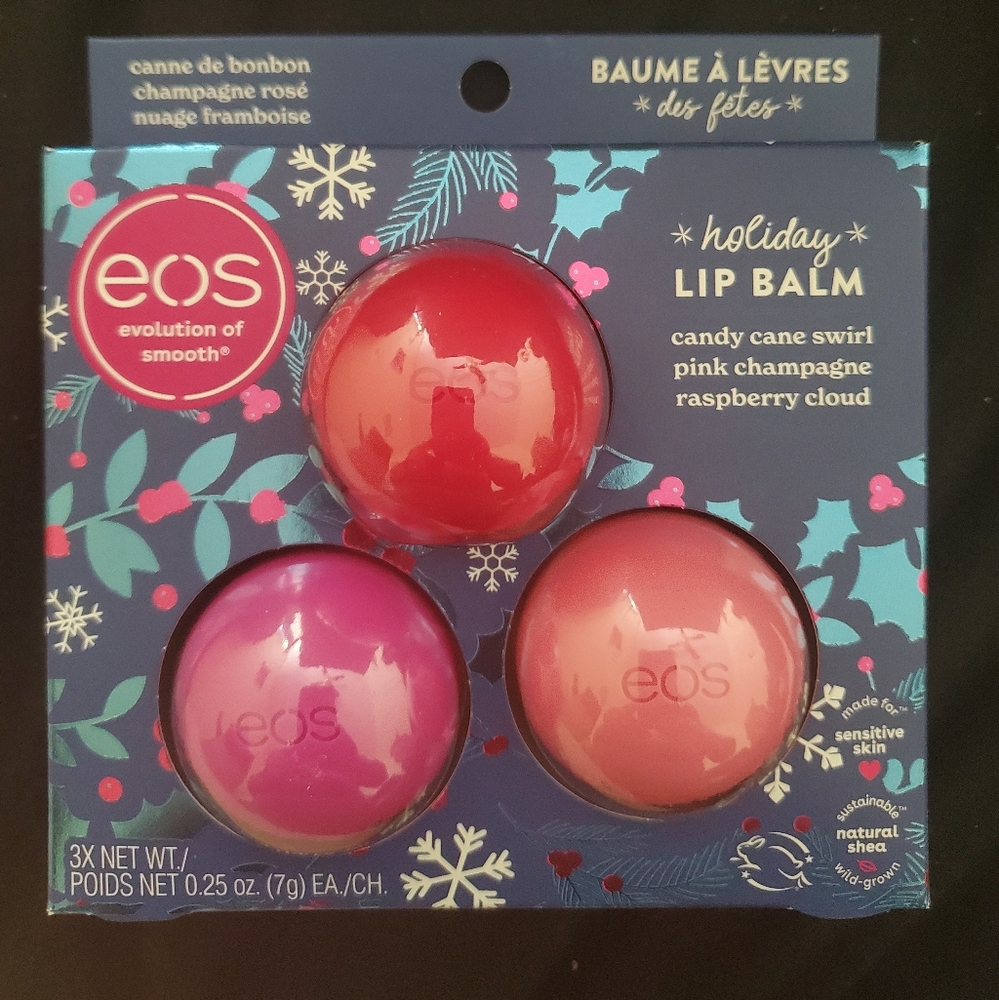 canne de bonbon
champagne rosé
nuage framboise
BAUME À LÈVRES
des fêtes
eos
evolution of
smooth®
holiday
LIP BALM
candy cane swirl
pink champagne
raspberry cloud
eos
eos
eos
made for™
sensitive
skin
sustainable™
natural
shea
wild-grown
3X NET WT./
POIDS NET 0.25 oz. (7g) EA./CH.